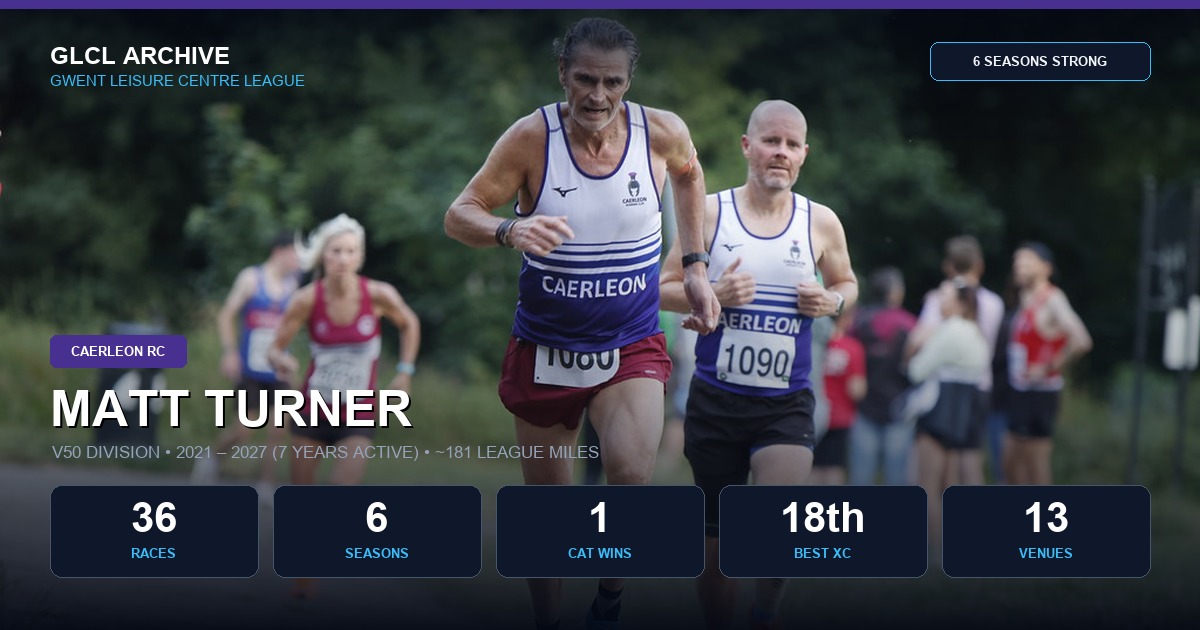 GLCL ARCHIVE
GWENT LEISURE CENTRE LEAGUE
6 SEASONS STRONG
CAERLEON
CAERLEON
CAERLEON
1080
1090
CAERLEON RC
MATT TURNER
V50 DIVISION • 2021 – 2027 (7 YEARS ACTIVE) • ~181 LEAGUE MILES
36
RACES
6
SEASONS
1
CAT WINS
18th
BEST XC
13
VENUES